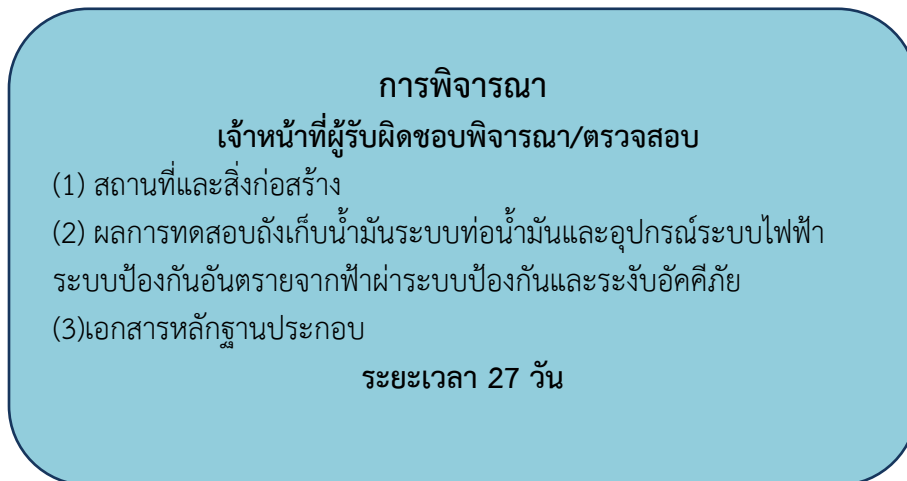 การพิจารณา
เจ้าหน้าที่ผู้รับผิดชอบพิจารณา/ตรวจสอบ
(1) สถานที่และสิ่งก่อสร้าง
(2) ผลการทดสอบถังเก็บน้ำมันระบบท่อน้ำมันและอุปกรณ์ระบบไฟฟ้า
ระบบป้องกันอันตรายจากฟ้าผ่าระบบป้องกันและระงับอัคคีภัย
(3)เอกสารหลักฐานประกอบ
ระยะเวลา 27 วัน